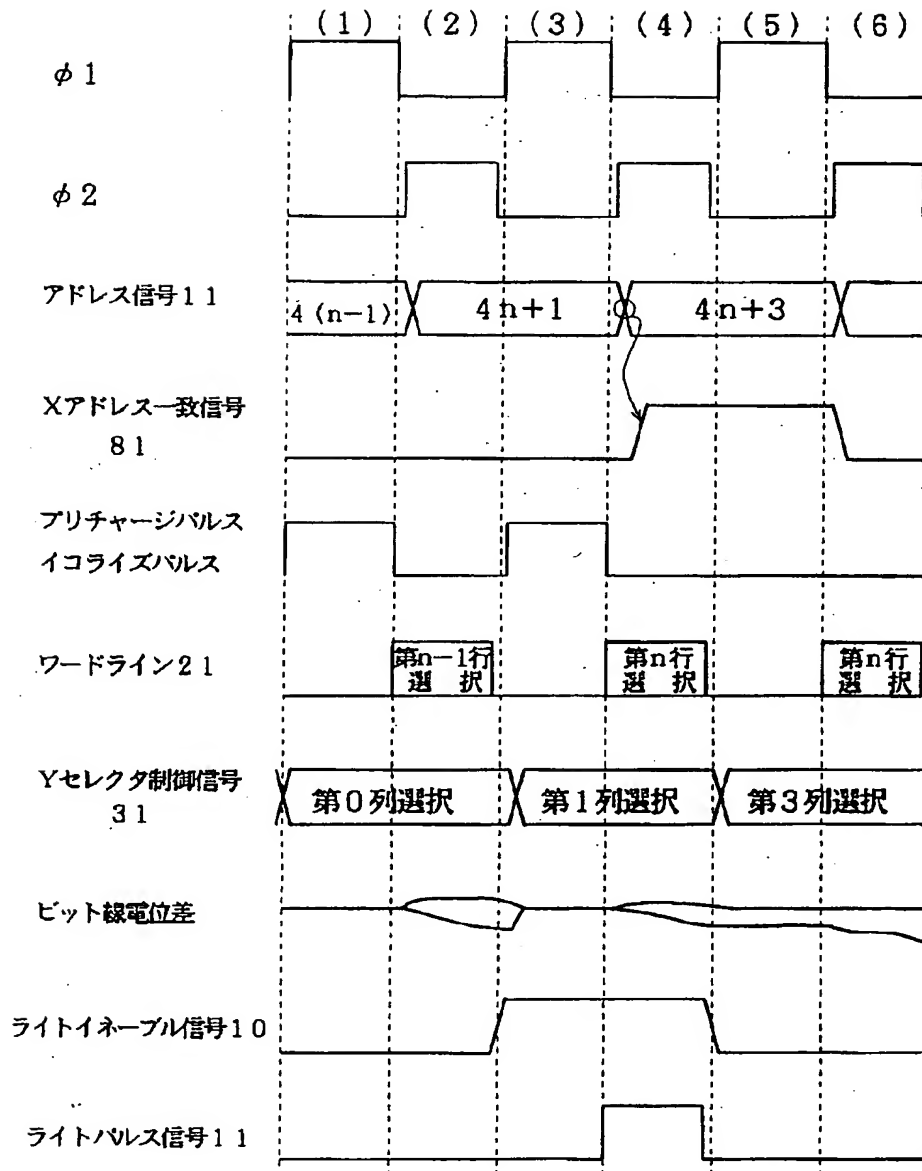 (1) (2) (3) (4) (5) (6)
φ1
φ2
アドレス信号11
4(n-1) 4n+1 4n+3
Xアドレス一致信号
81
プリチャージパルス
イコライズパルス
ワードライン21
第n-1行
選 択
第n行
選 択
第n行
選 択
Yセレクタ制御信号
31
第0列選択 第1列選択 第3列選択
ビット線電位差
ライトイネーブル信号10
ライトパルス信号11